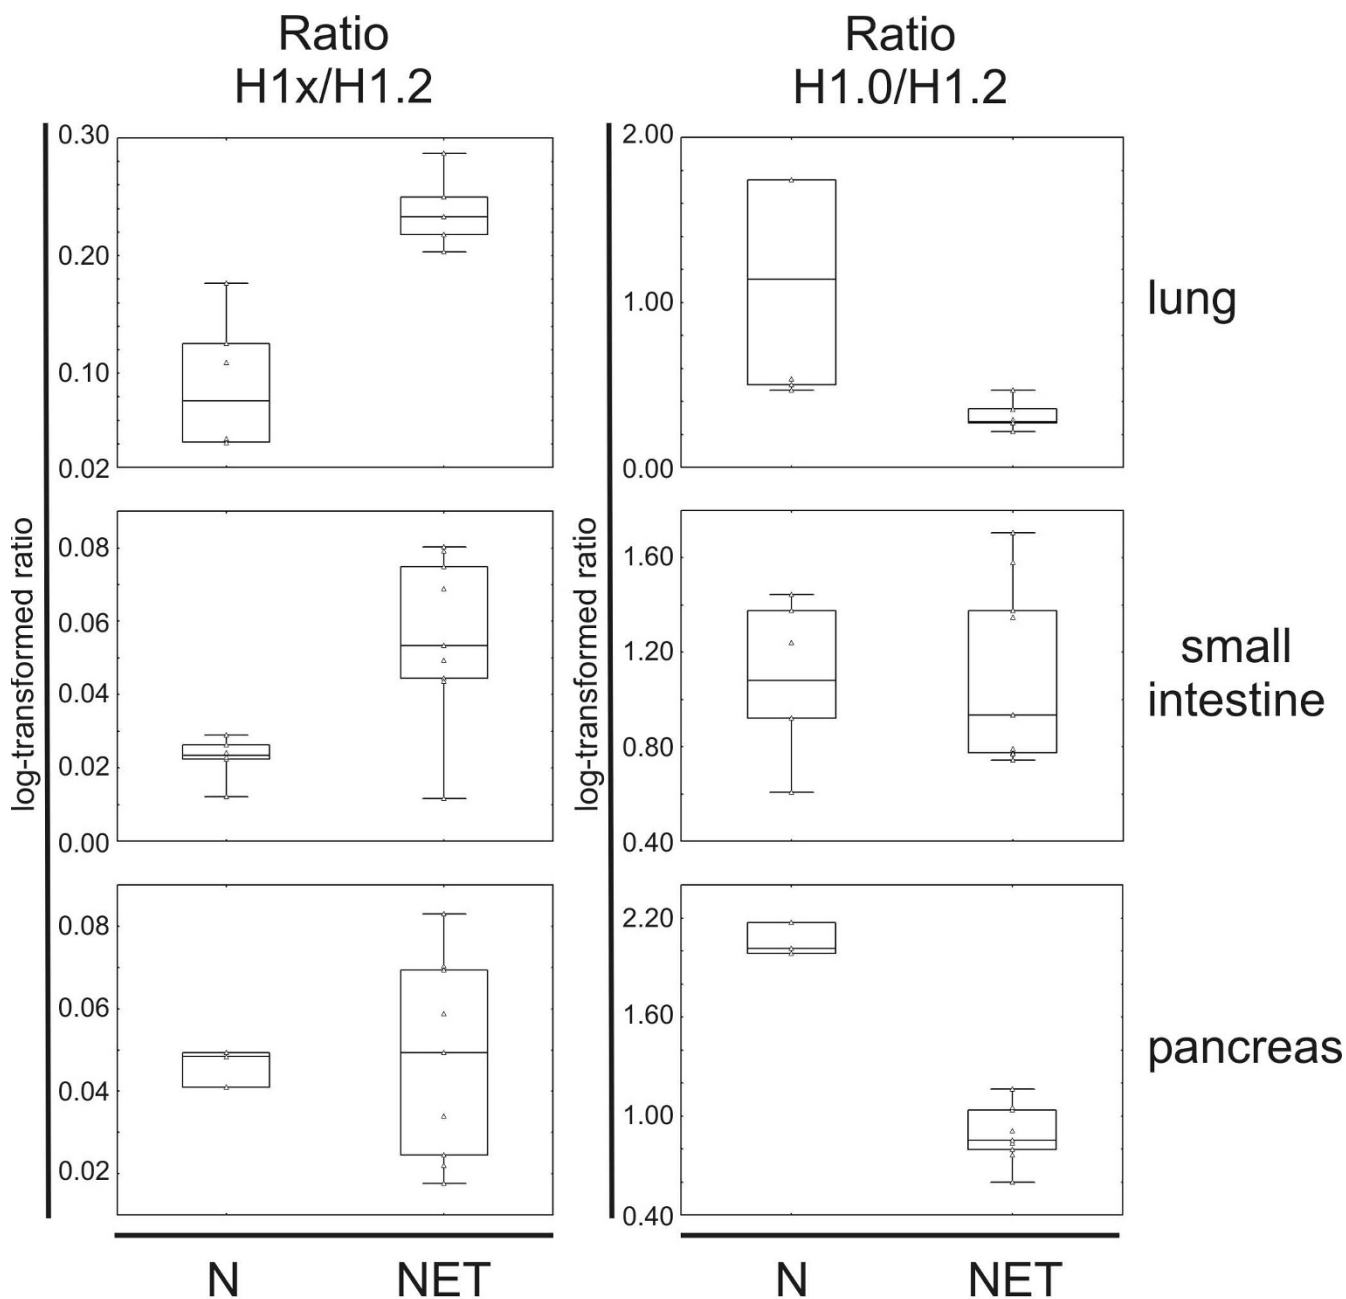 Ratio
H1x/H1.2
Ratio
H1.0/H1.2
log-transformed ratio
0.30
0.20
0.10
0.02
log-transformed ratio
2.00
1.00
0.00
lung
0.08
0.06
0.04
0.02
0.00
1.60
1.20
0.80
0.40
small
intestine
0.08
0.06
0.04
0.02
2.20
1.60
1.00
0.40
pancreas
N
NET
N
NET